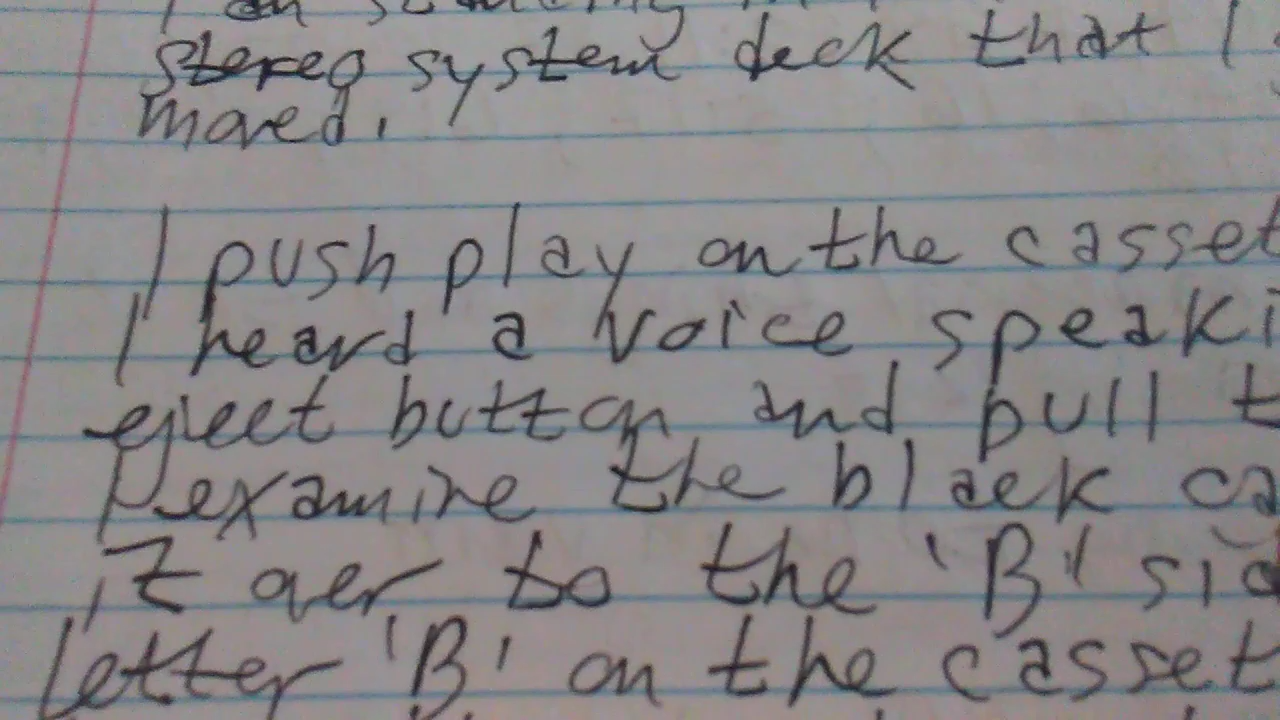 stereo system deck that I
moved.
I push play on the casset
I heard a voice speaki
eject button and pull t
I examine the black ca
it over to the 'B' sid
letter 'B' on the casset